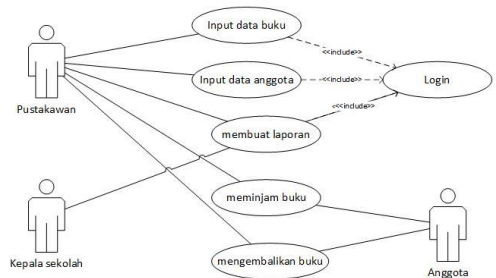 Input data buku
<<include>>
Input data anggota
<<include>>
Login
Pustakawan
<<include>>
membuat laporan
meminjam buku
Kepala sekolah
mengembalikan buku
Anggota